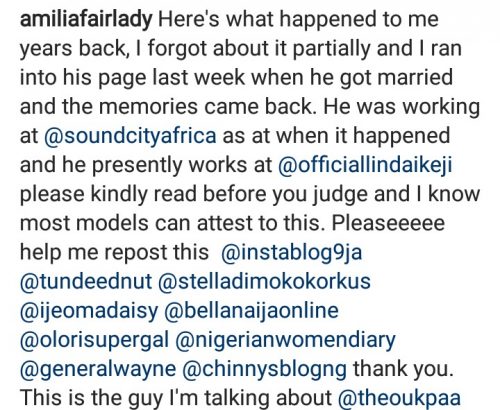 amiliafairlady Here's what happened to me
years back, I forgot about it partially and I ran
into his page last week when he got married
and the memories came back. He was working
at @soundcityafrica as at when it happened
and he presently works at @officiallindaikeji
please kindly read before you judge and I know
most models can attest to this. Pleaseeeee
help me repost this @instablog9ja
@tundeednut @stelladimokokorkus
@ijeomadaisy @bellanaijaonline
@olorisupergal @nigerianwomendiary
@generalwayne @chinnysblogng thank you.
This is the guy I'm talking about @theoukpaa